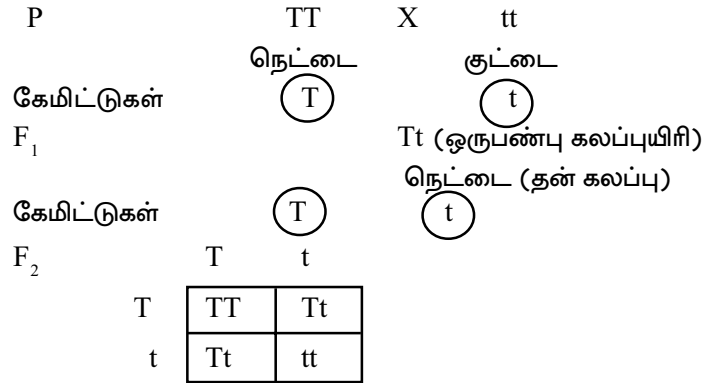 P TT X tt
நெட்டை குட்டை
கேமிட்டுகள் T t
F₁ Tt (ஒருபண்பு கலப்புயிரி)
நெட்டை (தன் கலப்பு)
கேமிட்டுகள் T t
F₂ T t
T TT Tt
t Tt tt